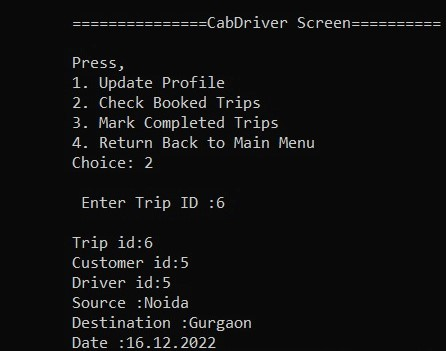 ===============CabDriver Screen==========
Press,
1. Update Profile
2. Check Booked Trips
3. Mark Completed Trips
4. Return Back to Main Menu
Choice: 2
Enter Trip ID :6
Trip id:6
Customer id:5
Driver id:5
Source :Noida
Destination :Gurgaon
Date :16.12.2022